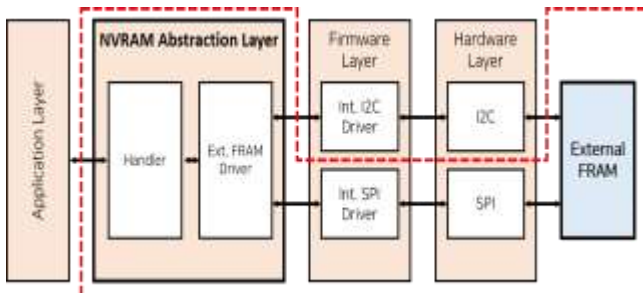 Application Layer
NVRAM Abstraction Layer
Handler
Ext. FRAM
Driver
Firmware
Layer
Int. I2C
Driver
Int. SPI
Driver
Hardware
Layer
I2C
SPI
External
FRAM